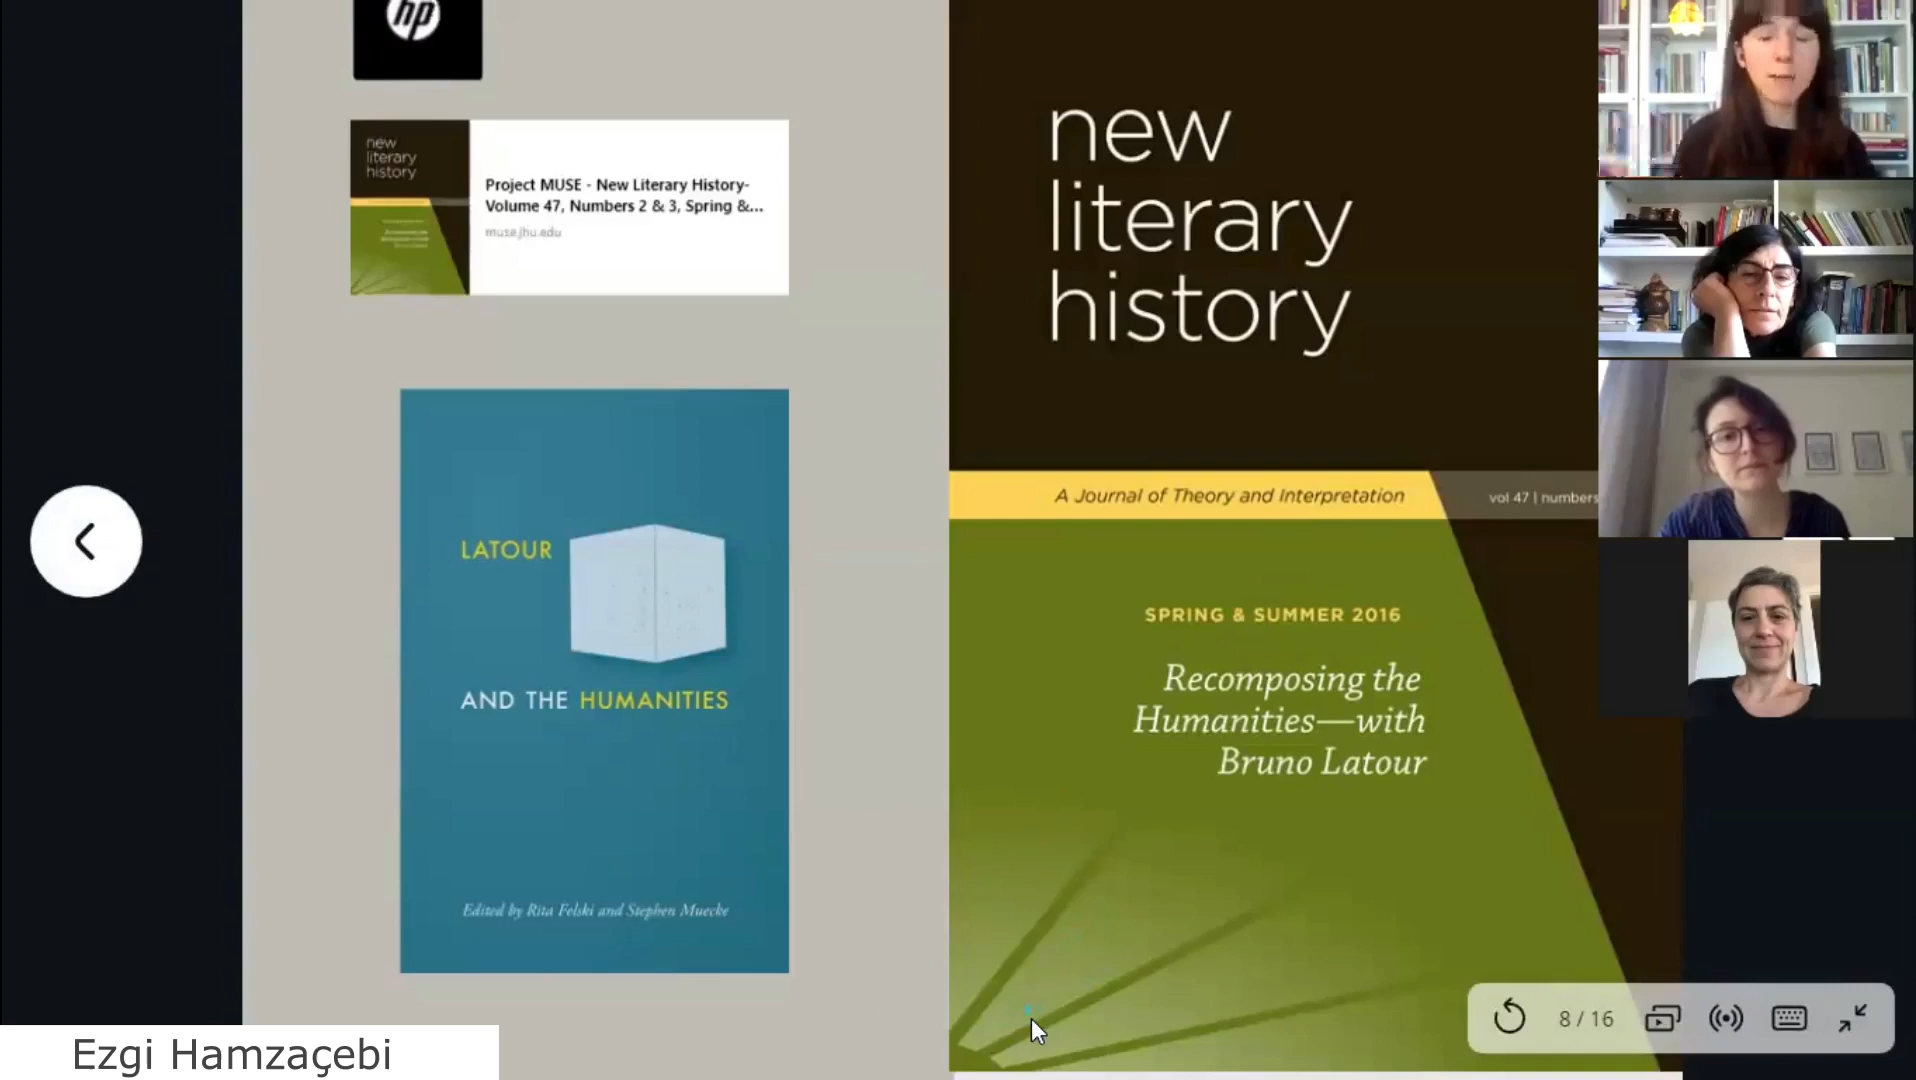 hp
new
literary
history
Project MUSE - New Literary History-
Volume 47, Numbers 2 & 3, Spring &...
muse.jhu.edu
LATOUR
AND THE HUMANITIES
Edited by Rita Felski and Stephen Muecke
new
literary
history
A Journal of Theory and Interpretation
vol 47 | numbers
SPRING & SUMMER 2016
Recomposing the
Humanities—with
Bruno Latour
8 / 16
Ezgi Hamzaçebi